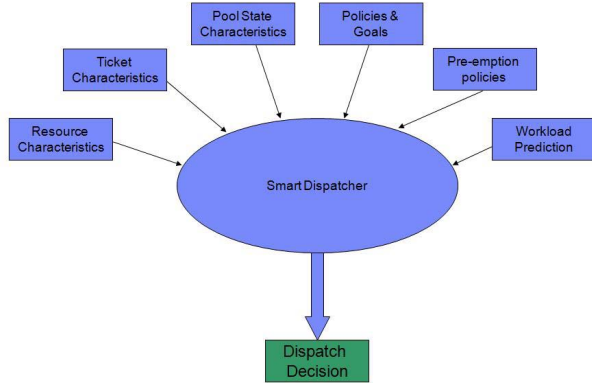 Pool State
Characteristics
Policies &
Goals
Ticket
Characteristics
Pre-emption
policies
Resource
Characteristics
Workload
Prediction
Smart Dispatcher
Dispatch
Decision